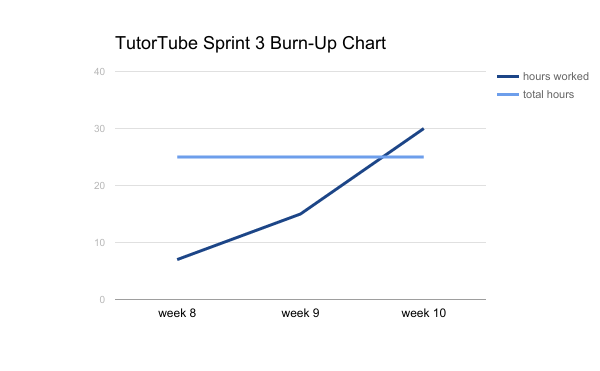 TutorTube Sprint 3 Burn-Up Chart
40
hours worked
total hours
30
20
10
0
week 8
week 9
week 10